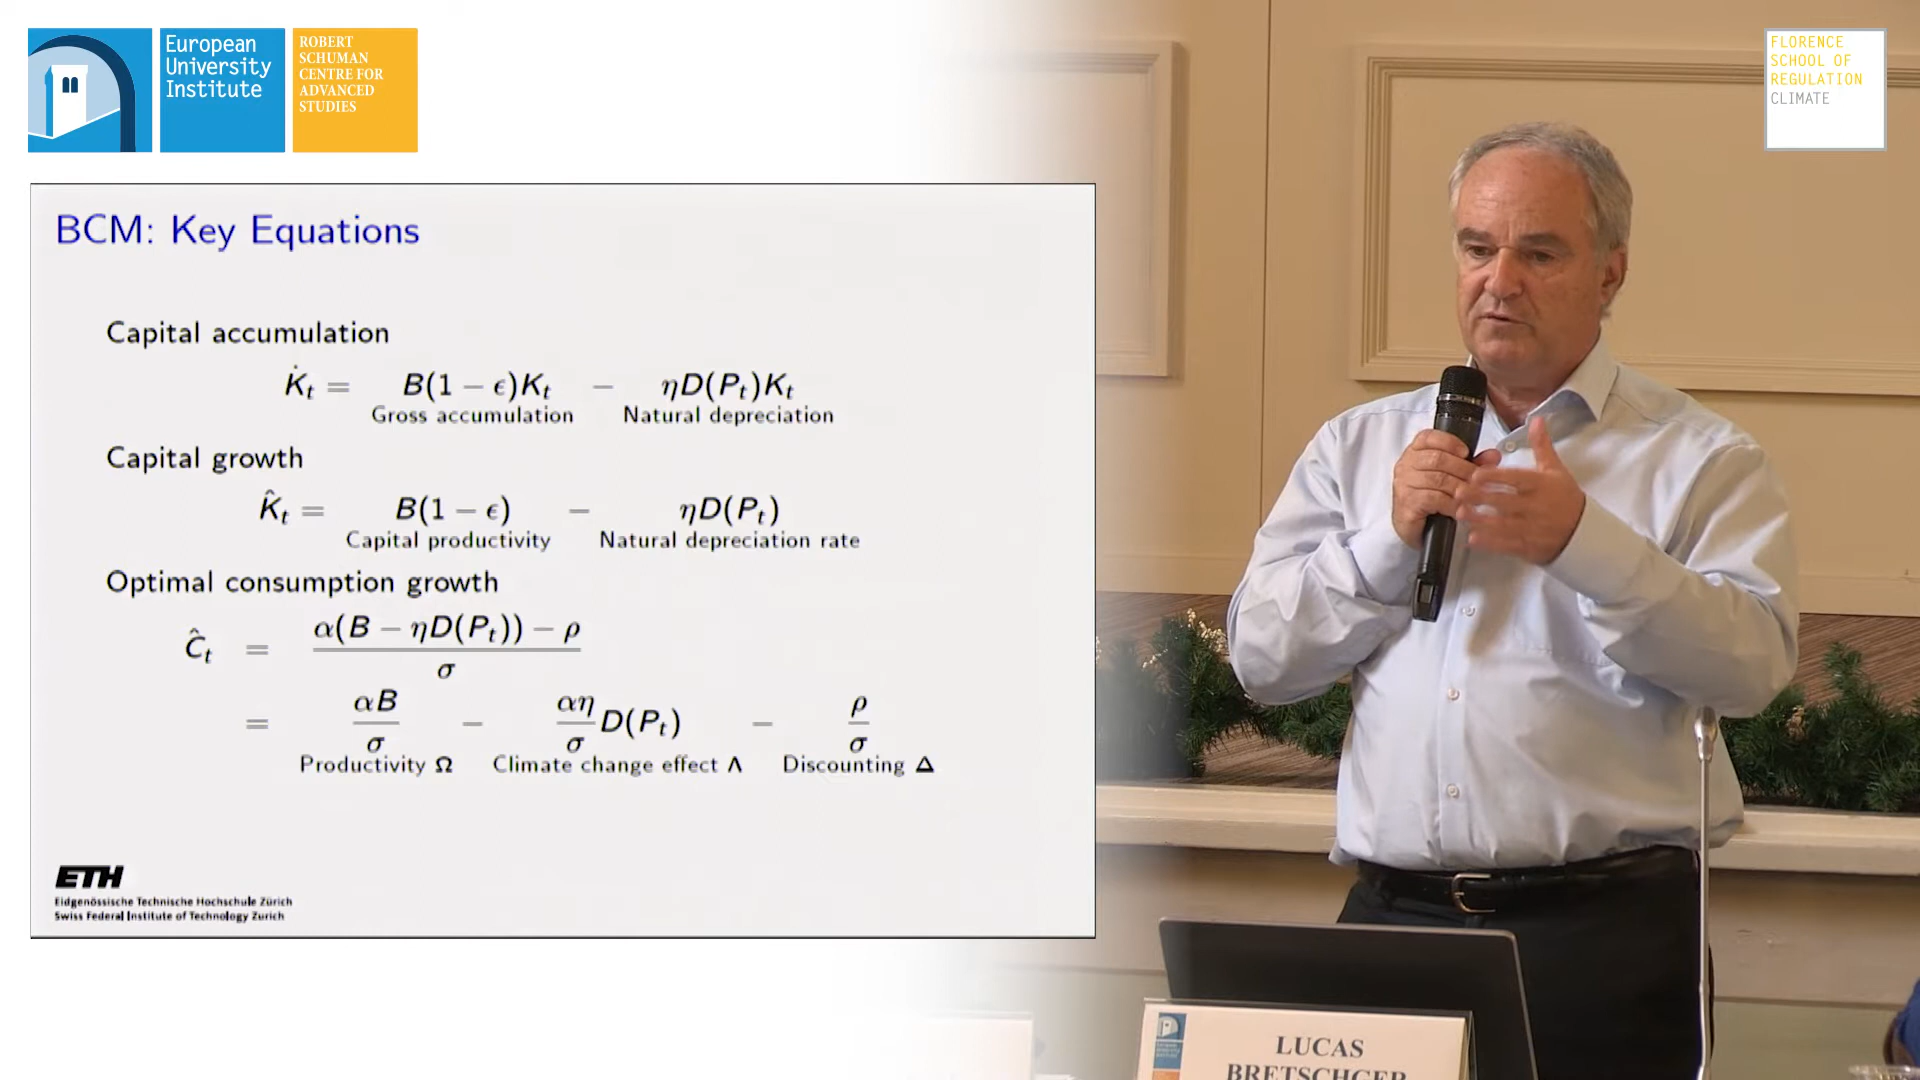 European
University
Institute
ROBERT
SCHUMAN
CENTRE FOR
ADVANCED
STUDIES
FLORENCE
SCHOOL OF
REGULATION
CLIMATE
BCM: Key Equations
Capital accumulation
K̇ₜ = B(1 − ϵ)Kₜ − ηD(Pₜ)Kₜ
Gross accumulation Natural depreciation
Capital growth
K̂ₜ = B(1 − ϵ) − ηD(Pₜ)
Capital productivity Natural depreciation rate
Optimal consumption growth
Ĉₜ = α(B − ηD(Pₜ)) − ρ
σ
= αB/σ − αη/σ D(Pₜ) − ρ/σ
Productivity Ω Climate change effect Λ Discounting Δ
ETH
Eidgenössische Technische Hochschule Zürich
Swiss Federal Institute of Technology Zurich
LUCAS
BRETSCHGER